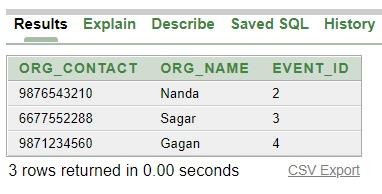 Results Explain Describe Saved SQL History
ORG_CONTACT ORG_NAME EVENT_ID
9876543210 Nanda 2
6677552288 Sagar 3
9871234560 Gagan 4
3 rows returned in 0.00 seconds CSV Export